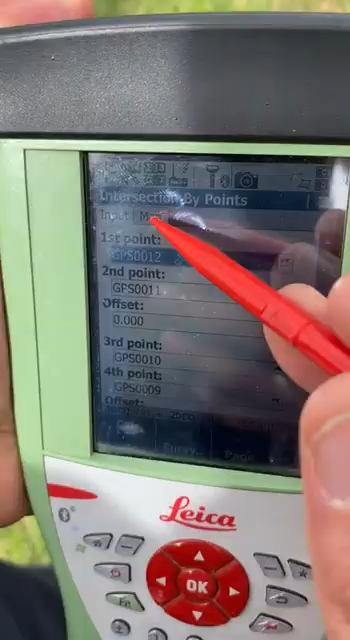 Intersection By Points
Input
1st point:
GPS0012
2nd point:
GPS0011
Offset:
0.000
3rd point:
GPS0010
4th point:
GPS0009
Offset:
Page
Leica
OK
Fn